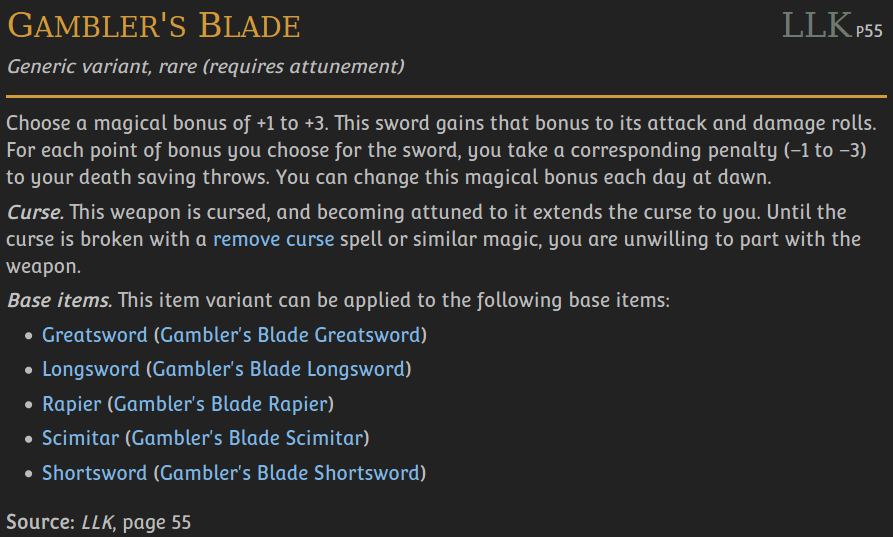 GAMBLER'S BLADE LLK P55
Generic variant, rare (requires attunement)
Choose a magical bonus of +1 to +3. This sword gains that bonus to its attack and damage rolls.
For each point of bonus you choose for the sword, you take a corresponding penalty (−1 to −3)
to your death saving throws. You can change this magical bonus each day at dawn.
Curse. This weapon is cursed, and becoming attuned to it extends the curse to you. Until the
curse is broken with a remove curse spell or similar magic, you are unwilling to part with the
weapon.
Base items. This item variant can be applied to the following base items:
• Greatsword (Gambler's Blade Greatsword)
• Longsword (Gambler's Blade Longsword)
• Rapier (Gambler's Blade Rapier)
• Scimitar (Gambler's Blade Scimitar)
• Shortsword (Gambler's Blade Shortsword)
Source: LLK, page 55